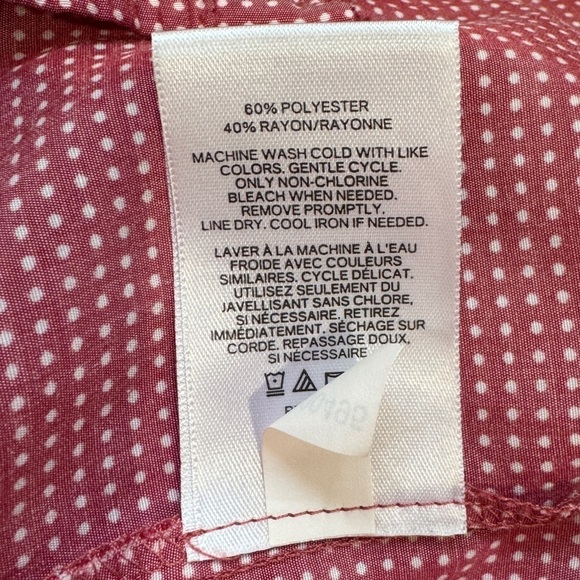 60% POLYESTER
40% RAYON/RAYONNE
MACHINE WASH COLD WITH LIKE
COLORS. GENTLE CYCLE.
ONLY NON-CHLORINE
BLEACH WHEN NEEDED.
REMOVE PROMPTLY.
LINE DRY. COOL IRON IF NEEDED.
LAVER À LA MACHINE À L'EAU
FROIDE AVEC COULEURS
SIMILAIRES. CYCLE DÉLICAT.
UTILISEZ SEULEMENT DU
JAVELLISANT SANS CHLORE,
SI NÉCESSAIRE, RETIREZ
IMMÉDIATEMENT. SÉCHAGE SUR
CORDE. REPASSAGE DOUX,
SI NÉCESSAIRE